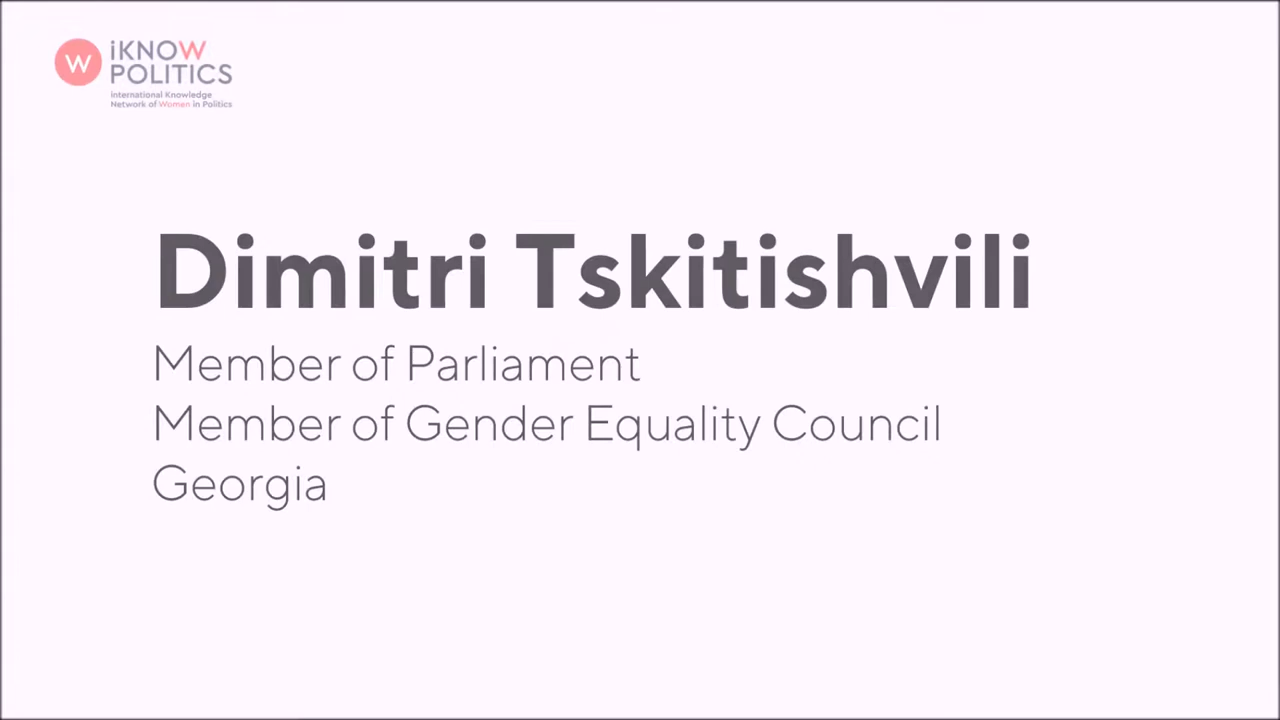 W
iKNOW
POLITICS
International Knowledge
Network of Women in Politics
Dimitri Tskitishvili
Member of Parliament
Member of Gender Equality Council
Georgia